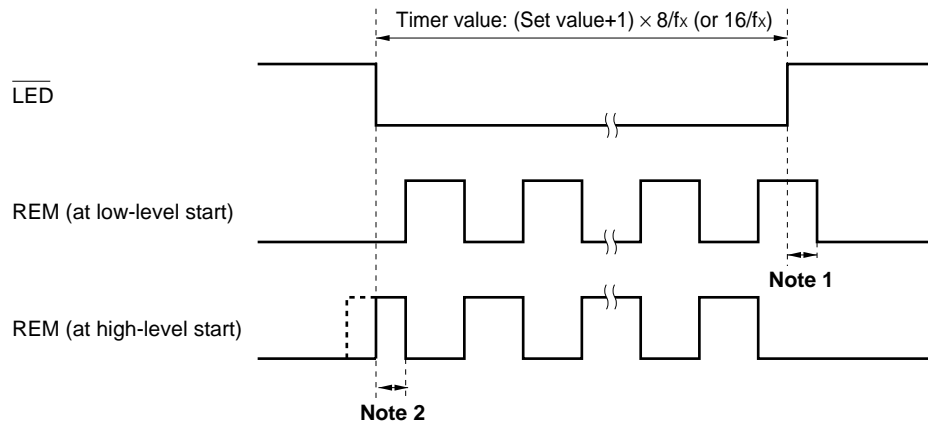 Timer value: (Set value+1) × 8/fx (or 16/fx)
LED
REM (at low-level start)
Note 1
REM (at high-level start)
Note 2